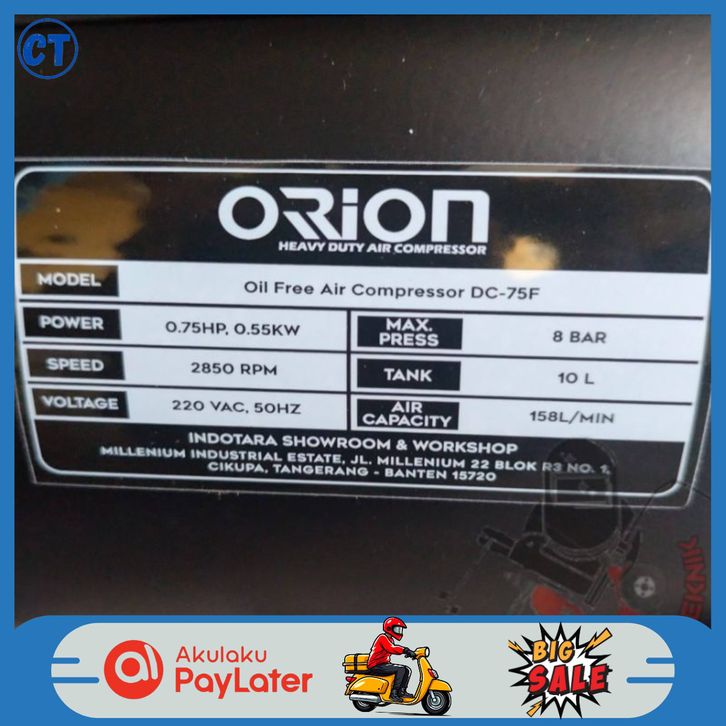 CT
ORION
HEAVY DUTY AIR COMPRESSOR
MODEL Oil Free Air Compressor DC-75F
POWER 0.75HP, 0.55KW MAX. PRESS 8 BAR
SPEED 2850 RPM TANK 10 L
VOLTAGE 220 VAC, 50HZ AIR CAPACITY 158L/MIN
INDOTARA SHOWROOM & WORKSHOP
MILLENIUM INDUSTRIAL ESTATE, JL. MILLENIUM 22 BLOK R3 NO. 1,
CIKUPA, TANGERANG - BANTEN 15720
Akulaku
PayLater
BIG
SALE